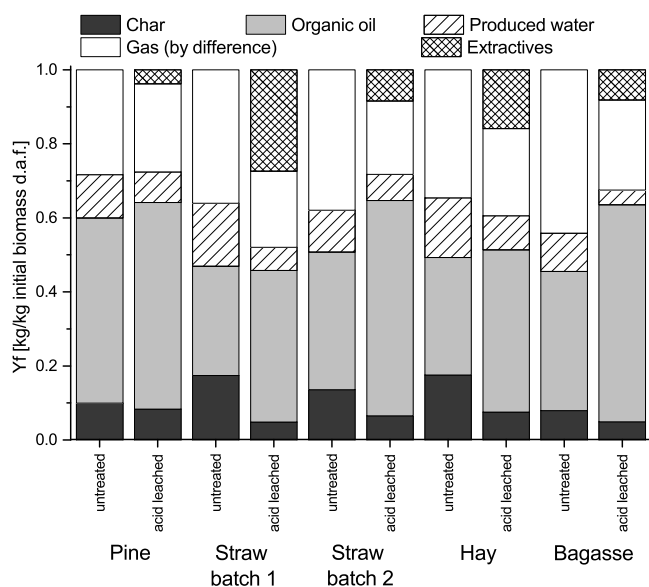 Char Organic oil Produced water
Gas (by difference) Extractives
Yf [kg/kg initial biomass d.a.f.]
1.0
0.8
0.6
0.4
0.2
0.0
untreated acid leached untreated acid leached untreated acid leached untreated acid leached untreated acid leached
Pine Straw Straw Hay Bagasse
batch 1 batch 2